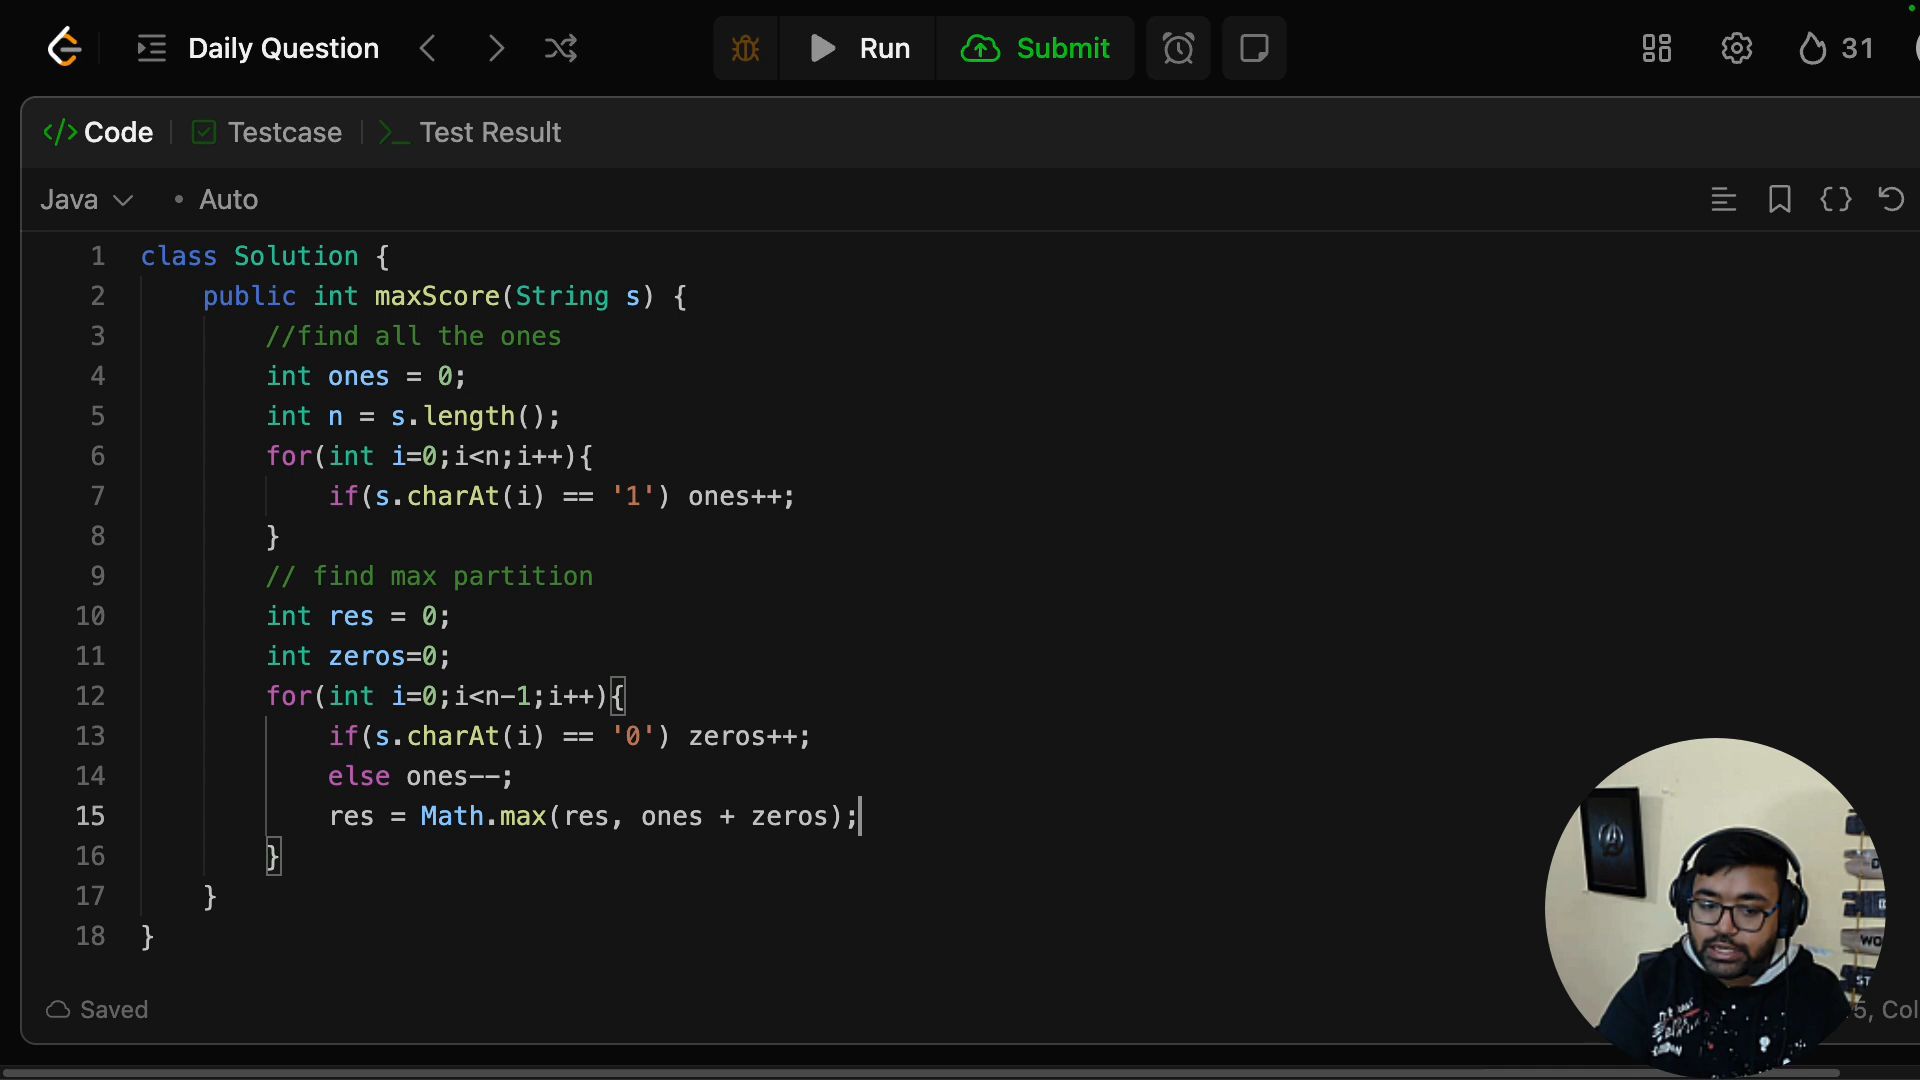 Daily Question
Run
Submit
31
Code
Testcase
Test Result
Java
Auto
1 class Solution {
2 public int maxScore(String s) {
3 //find all the ones
4 int ones = 0;
5 int n = s.length();
6 for(int i=0;i<n;i++){
7 if(s.charAt(i) == '1') ones++;
8 }
9 // find max partition
10 int res = 0;
11 int zeros=0;
12 for(int i=0;i<n-1;i++){
13 if(s.charAt(i) == '0') zeros++;
14 else ones--;
15 res = Math.max(res, ones + zeros);
16 }
17 }
18 }
Saved
5, Col